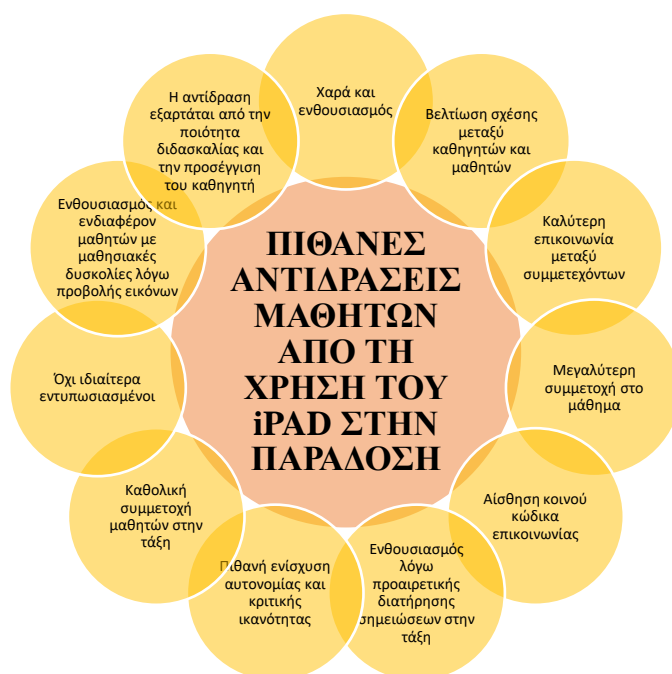 Χαρά και
ενθουσιασμός
Βελτίωση σχέσης
μεταξύ
καθηγητών και
μαθητών
Καλύτερη
επικοινωνία
μεταξύ
συμμετεχόντων
Μεγαλύτερη
συμμετοχή στο
μάθημα
Αίσθηση κοινού
κώδικα
επικοινωνίας
Ενθουσιασμός
λόγω
προαιρετικής
διατήρησης
σημειώσεων στην
τάξη
Πιθανή ενίσχυση
αυτονομίας και
κριτικής
ικανότητας
Καθολική
συμμετοχή
μαθητών στην
τάξη
Όχι ιδιαίτερα
εντυπωσιασμένοι
Ενθουσιασμός και
ενδιαφέρον
μαθητών με
μαθησιακές
δυσκολίες λόγω
προβολής εικόνων
Η αντίδραση
εξαρτάται από την
ποιότητα
διδασκαλίας και
την προσέγγιση
του καθηγητή
ΠΙΘΑΝΕΣ
ΑΝΤΙΔΡΑΣΕΙΣ
ΜΑΘΗΤΩΝ
ΑΠΟ ΤΗ
ΧΡΗΣΗ ΤΟΥ
iPAD ΣΤΗΝ
ΠΑΡΑΔΟΣΗ